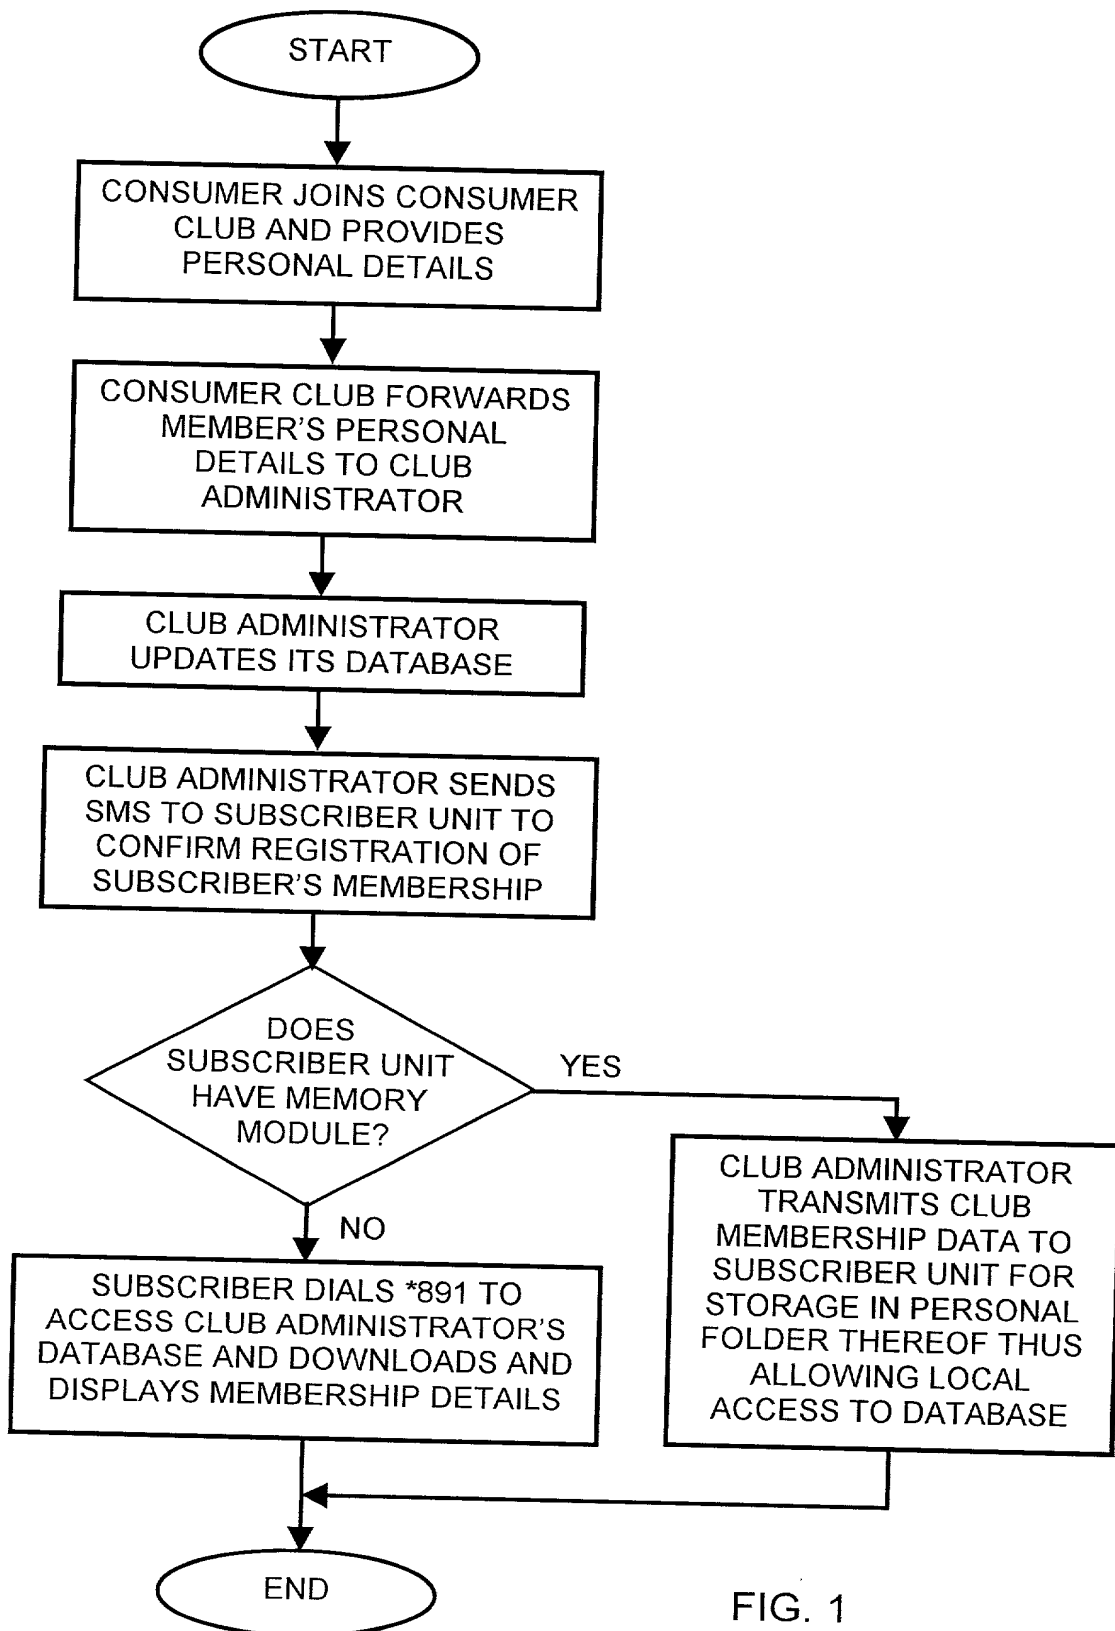 START
CONSUMER JOINS CONSUMER
CLUB AND PROVIDES
PERSONAL DETAILS
CONSUMER CLUB FORWARDS
MEMBER'S PERSONAL
DETAILS TO CLUB
ADMINISTRATOR
CLUB ADMINISTRATOR
UPDATES ITS DATABASE
CLUB ADMINISTRATOR SENDS
SMS TO SUBSCRIBER UNIT TO
CONFIRM REGISTRATION OF
SUBSCRIBER'S MEMBERSHIP
DOES
SUBSCRIBER UNIT
HAVE MEMORY
MODULE?
YES
NO
CLUB ADMINISTRATOR
TRANSMITS CLUB
MEMBERSHIP DATA TO
SUBSCRIBER UNIT FOR
STORAGE IN PERSONAL
FOLDER THEREOF THUS
ALLOWING LOCAL
ACCESS TO DATABASE
SUBSCRIBER DIALS *891 TO
ACCESS CLUB ADMINISTRATOR'S
DATABASE AND DOWNLOADS AND
DISPLAYS MEMBERSHIP DETAILS
END
FIG. 1